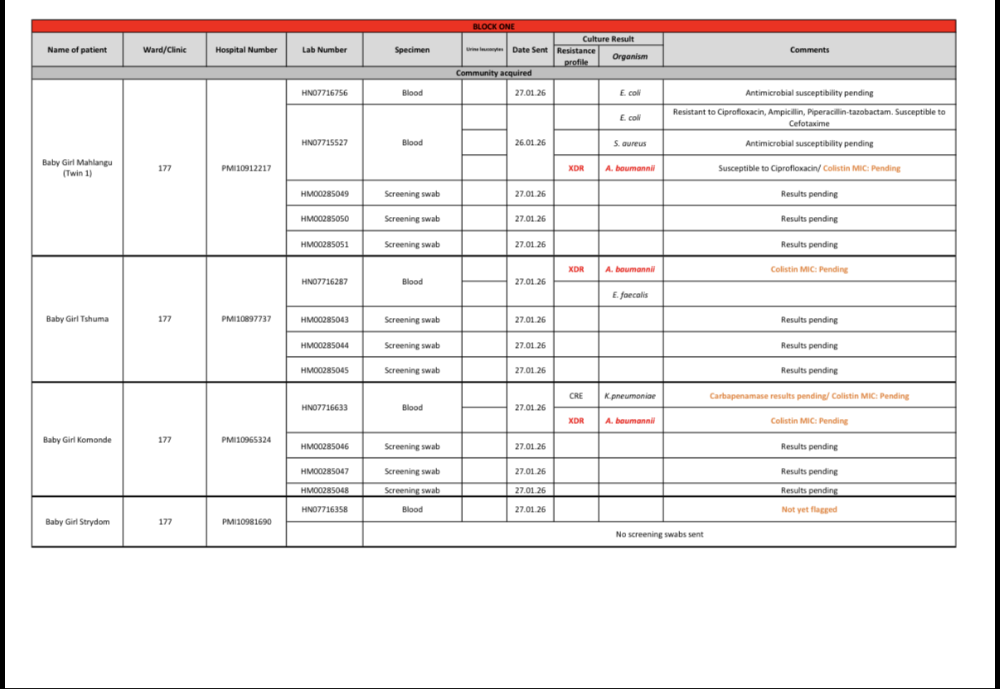 BLOCK ONE
Name of patient Ward/Clinic Hospital Number Lab Number Specimen Urine leucocytes Date Sent Culture Result Comments
Resistance profile Organism
Community acquired
Baby Girl Mahlangu (Twin 1) 177 PMI10912217
HN07716756 Blood 27.01.26 E. coli Antimicrobial susceptibility pending
HN07715527 Blood 26.01.26
E. coli Resistant to Ciprofloxacin, Ampicillin, Piperacillin-tazobactam. Susceptible to
Cefotaxime
S. aureus Antimicrobial susceptibility pending
XDR A. baumannii Susceptible to Ciprofloxacin/ Colistin MIC: Pending
HM00285049 Screening swab 27.01.26 Results pending
HM00285050 Screening swab 27.01.26 Results pending
HM00285051 Screening swab 27.01.26 Results pending
Baby Girl Tshuma 177 PMI10897737
HN07716287 Blood 27.01.26
XDR A. baumannii Colistin MIC: Pending
E. faecalis
HM00285043 Screening swab 27.01.26 Results pending
HM00285044 Screening swab 27.01.26 Results pending
HM00285045 Screening swab 27.01.26 Results pending
Baby Girl Komonde 177 PMI10965324
HN07716633 Blood 27.01.26
CRE K.pneumoniae Carbapenamase results pending/ Colistin MIC: Pending
XDR A. baumannii Colistin MIC: Pending
HM00285046 Screening swab 27.01.26 Results pending
HM00285047 Screening swab 27.01.26 Results pending
HM00285048 Screening swab 27.01.26 Results pending
Baby Girl Strydom 177 PMI10981690
HN07716358 Blood 27.01.26 Not yet flagged
No screening swabs sent